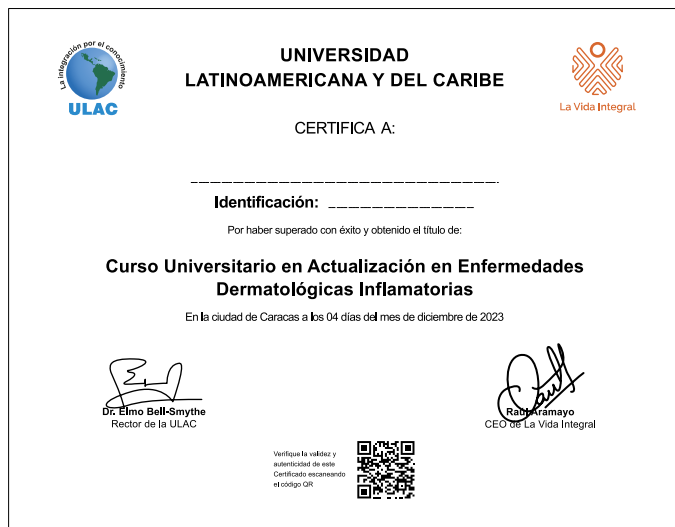 La integración por el conocimiento
ULAC
UNIVERSIDAD
LATINOAMERICANA Y DEL CARIBE
La Vida Integral
CERTIFICA A:
Identificación:
Por haber superado con éxito y obtenido el título de:
Curso Universitario en Actualización en Enfermedades
Dermatológicas Inflamatorias
En la ciudad de Caracas a los 04 días del mes de diciembre de 2023
Dr. Elmo Bell-Smythe
Rector de la ULAC
Raúl Aramayo
CEO de La Vida Integral
Verifique la validez y
autenticidad de este
Certificado escaneando
el código QR